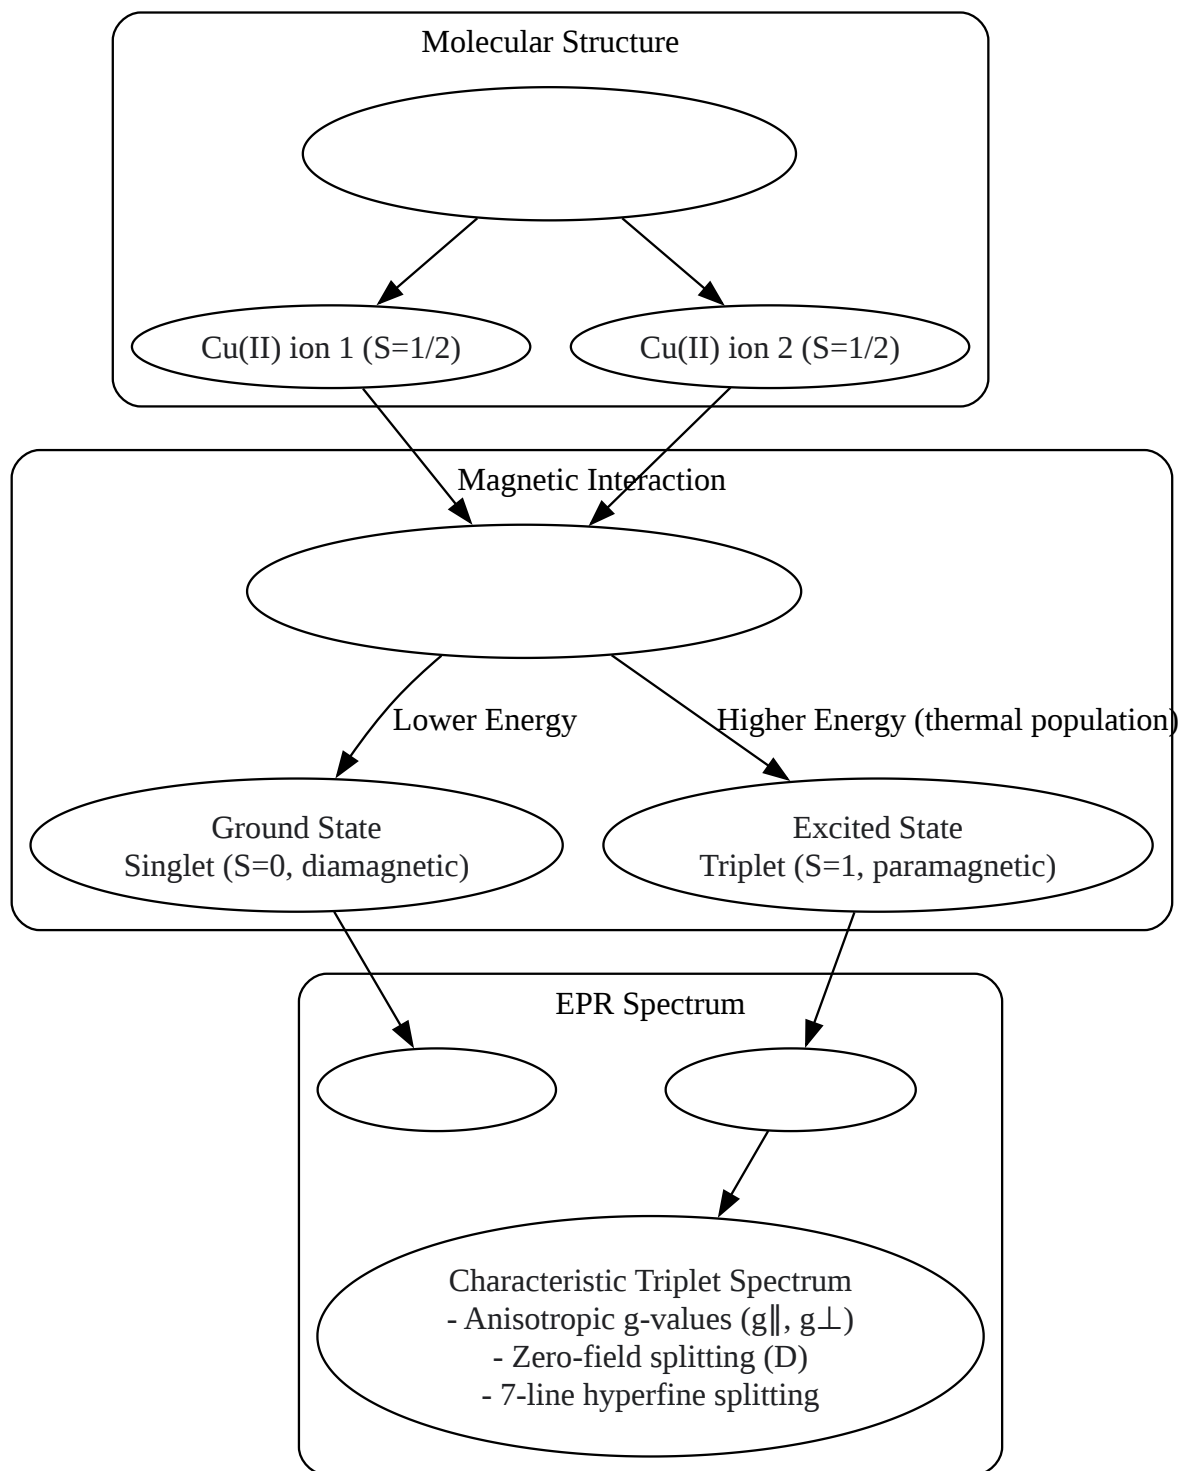 Molecular Structure
Cu(II) ion 1 (S=1/2)
Cu(II) ion 2 (S=1/2)
Magnetic Interaction
Lower Energy
Higher Energy (thermal population)
Ground State
Singlet (S=0, diamagnetic)
Excited State
Triplet (S=1, paramagnetic)
EPR Spectrum
Characteristic Triplet Spectrum
- Anisotropic g-values (g∥, g⊥)
- Zero-field splitting (D)
- 7-line hyperfine splitting